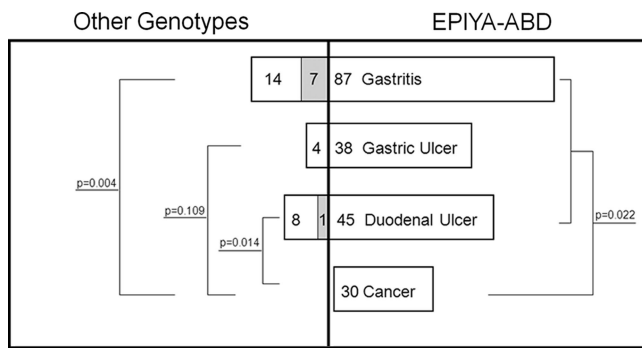 Other Genotypes EPIYA-ABD
14 7 87 Gastritis
4 38 Gastric Ulcer
p=0.004
p=0.109
8 1 45 Duodenal Ulcer
p=0.022
p=0.014
30 Cancer